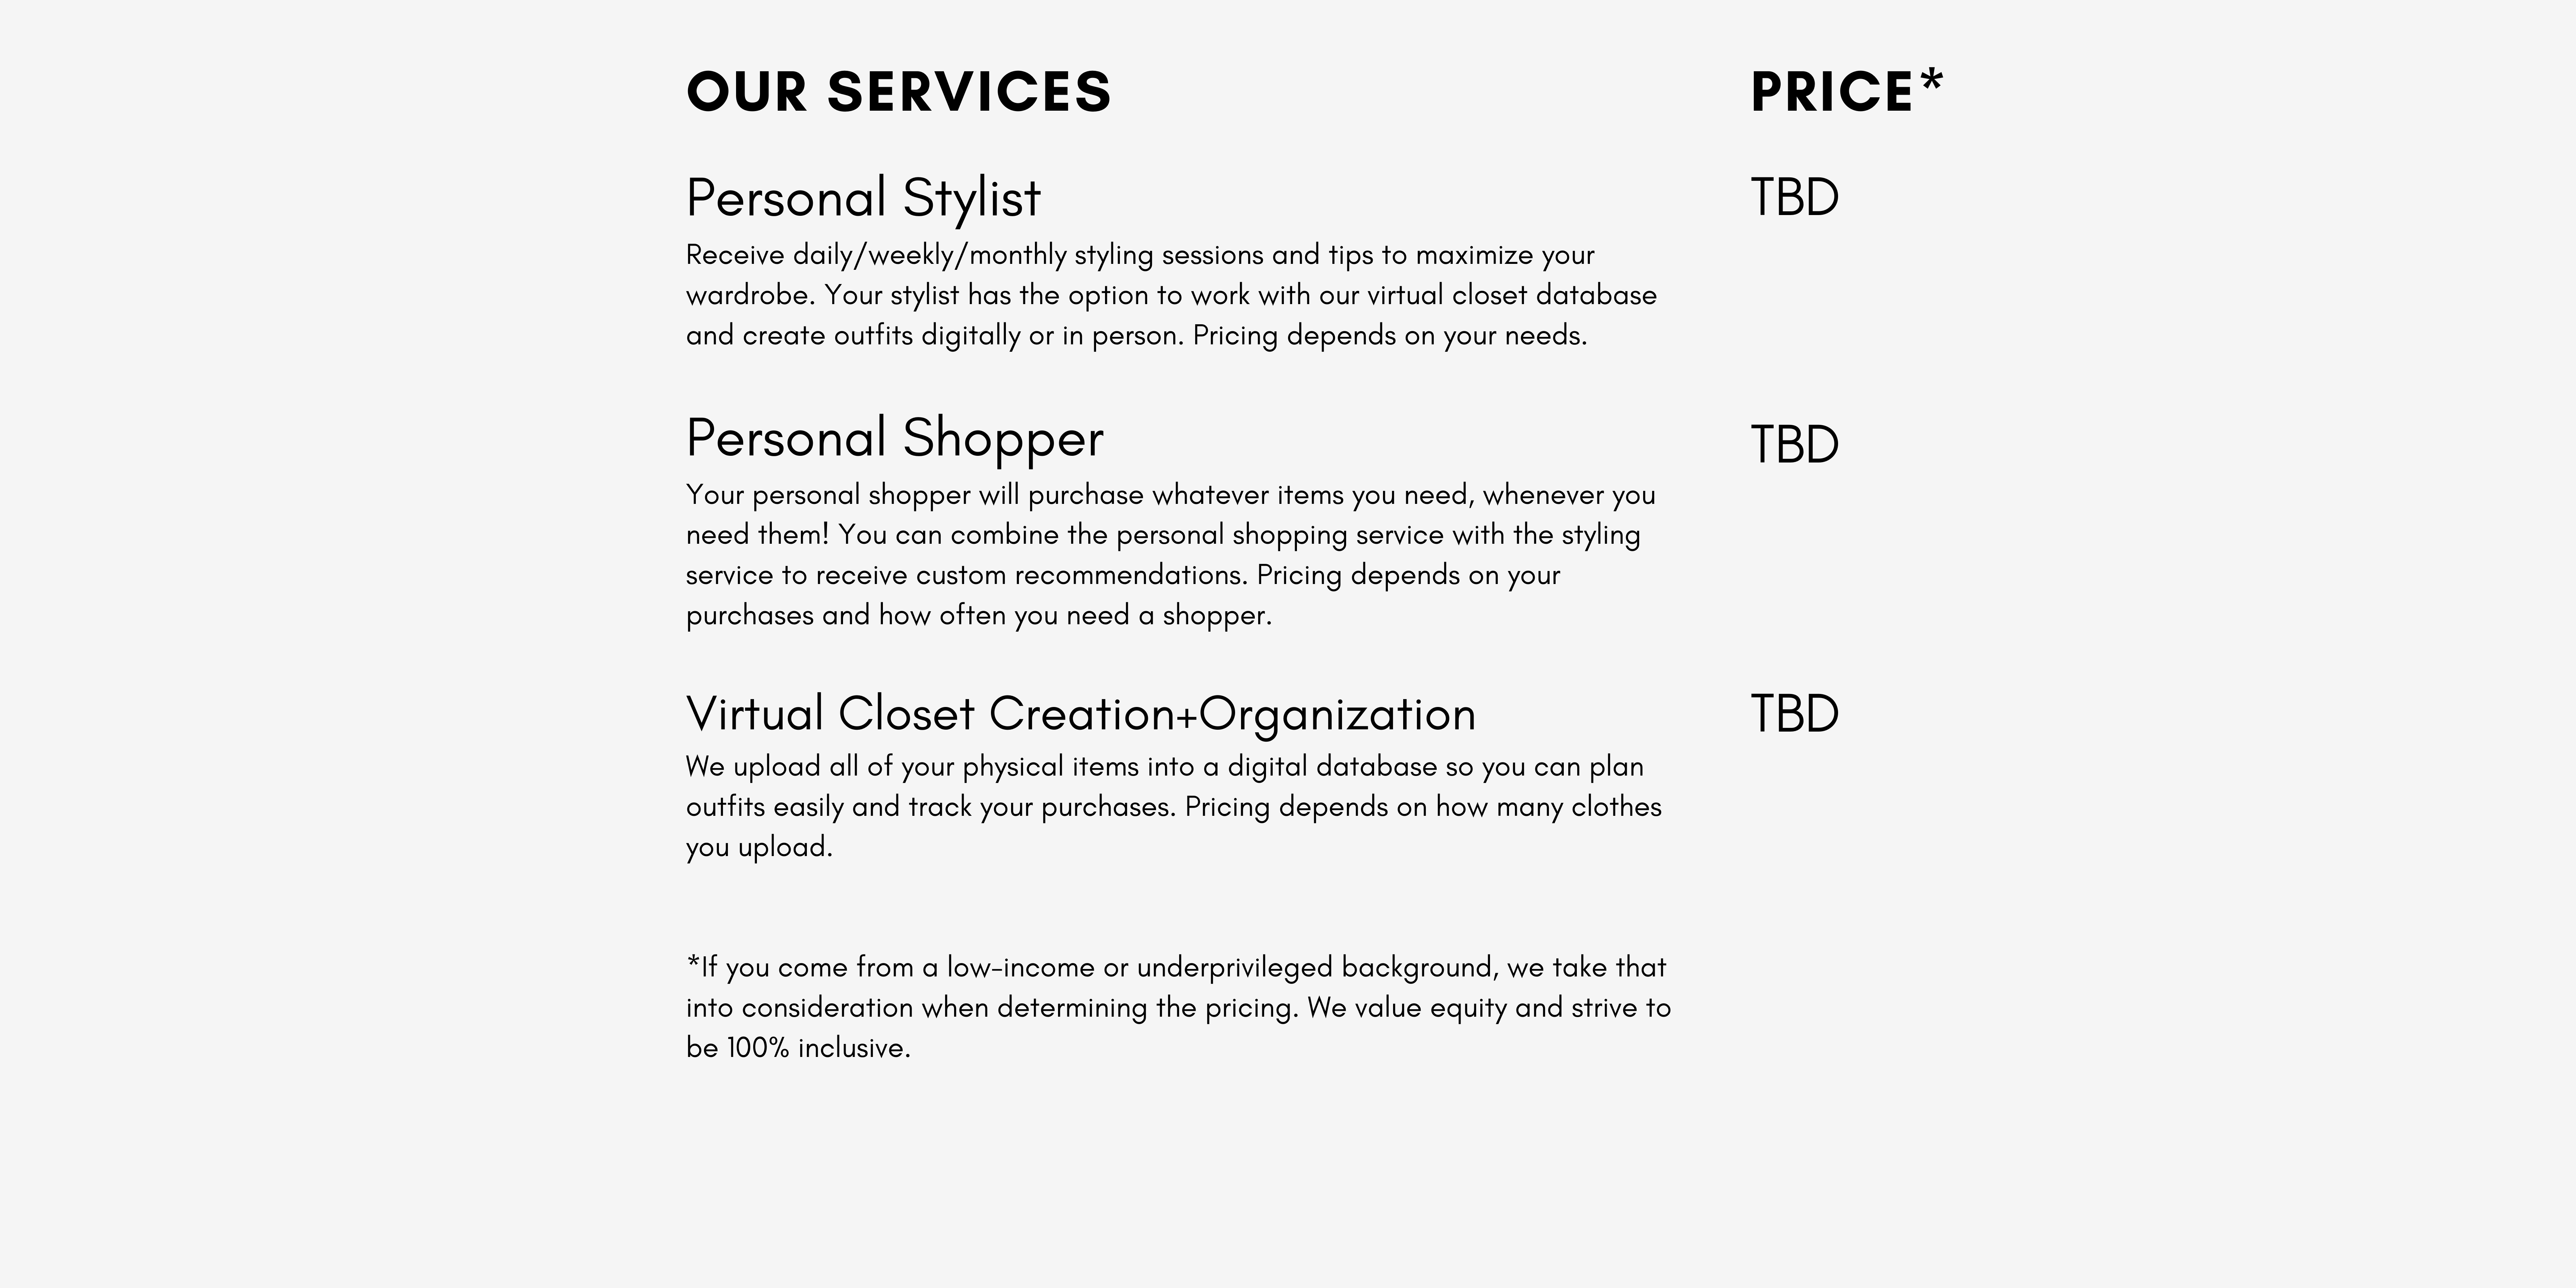 OUR SERVICES PRICE*
Personal Stylist TBD
Receive daily/weekly/monthly styling sessions and tips to maximize your
wardrobe. Your stylist has the option to work with our virtual closet database
and create outfits digitally or in person. Pricing depends on your needs.
Personal Shopper TBD
Your personal shopper will purchase whatever items you need, whenever you
need them! You can combine the personal shopping service with the styling
service to receive custom recommendations. Pricing depends on your
purchases and how often you need a shopper.
Virtual Closet Creation+Organization TBD
We upload all of your physical items into a digital database so you can plan
outfits easily and track your purchases. Pricing depends on how many clothes
you upload.
*If you come from a low-income or underprivileged background, we take that
into consideration when determining the pricing. We value equity and strive to
be 100% inclusive.